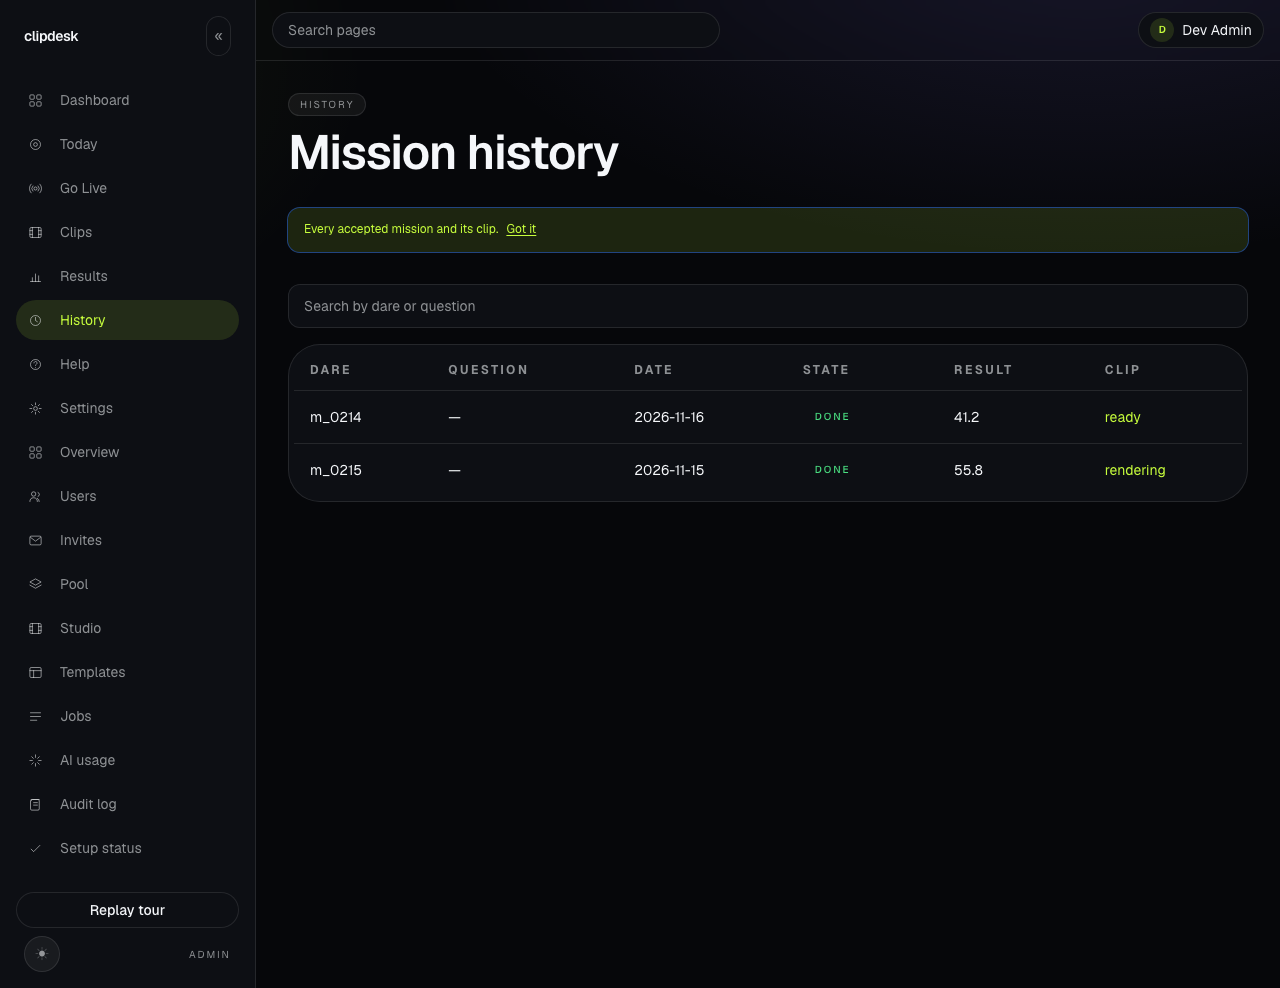 clipdesk
«
Search pages
D
Dev Admin
Dashboard
Today
Go Live
Clips
Results
History
Help
Settings
Overview
Users
Invites
Pool
Studio
Templates
Jobs
AI usage
Audit log
Setup status
Replay tour
ADMIN
HISTORY
Mission history
Every accepted mission and its clip. Got it
Search by dare or question
DARE QUESTION DATE STATE RESULT CLIP
m_0214 — 2026-11-16 DONE 41.2 ready
m_0215 — 2026-11-15 DONE 55.8 rendering